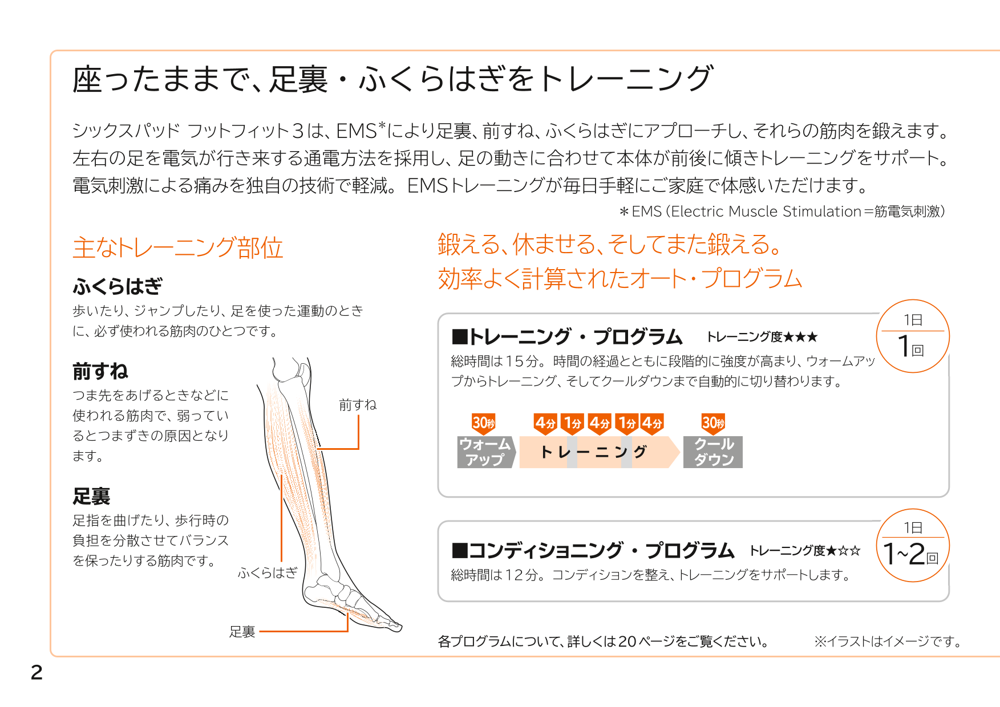 座ったままで、足裏・ふくらはぎをトレーニング
シックスパッド フットフィット3は、EMS*により足裏、前すね、ふくらはぎにアプローチし、それらの筋肉を鍛えます。
左右の足を電気が行き来する通電方法を採用し、足の動きに合わせて本体が前後に傾きトレーニングをサポート。
電気刺激による痛みを独自の技術で軽減。EMSトレーニングが毎日手軽にご家庭で体感いただけます。
＊EMS（Electric Muscle Stimulation＝筋電気刺激）
主なトレーニング部位
ふくらはぎ
歩いたり、ジャンプしたり、足を使った運動のとき
に、必ず使われる筋肉のひとつです。
前すね
つま先をあげるときなどに
使われる筋肉で、弱ってい
るとつまずきの原因となり
ます。
足裏
足指を曲げたり、歩行時の
負担を分散させてバランス
を保ったりする筋肉です。
前すね
ふくらはぎ
足裏
鍛える、休ませる、そしてまた鍛える。
効率よく計算されたオート・プログラム
■トレーニング・プログラム トレーニング度★★★
1日
1回
総時間は15分。時間の経過とともに段階的に強度が高まり、ウォームアッ
プからトレーニング、そしてクールダウンまで自動的に切り替わります。
30秒 4分 1分 4分 1分 4分 30秒
ウォーム
アップ
トレーニング
クール
ダウン
■コンディショニング・プログラム トレーニング度★☆☆
1日
1~2回
総時間は12分。コンディションを整え、トレーニングをサポートします。
各プログラムについて、詳しくは20ページをご覧ください。
※イラストはイメージです。
2